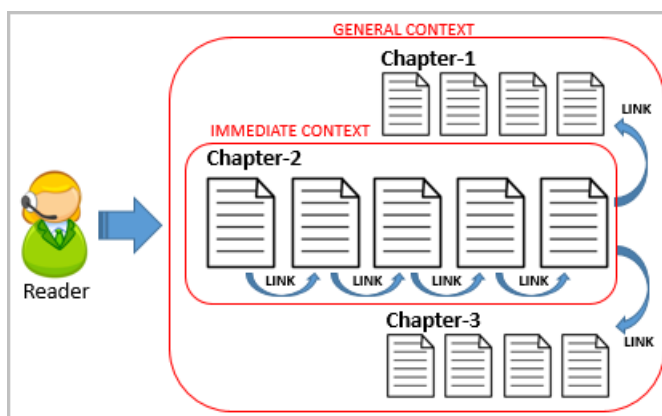 GENERAL CONTEXT
Chapter-1
LINK
IMMEDIATE CONTEXT
Chapter-2
Reader
LINK LINK LINK LINK
Chapter-3
LINK